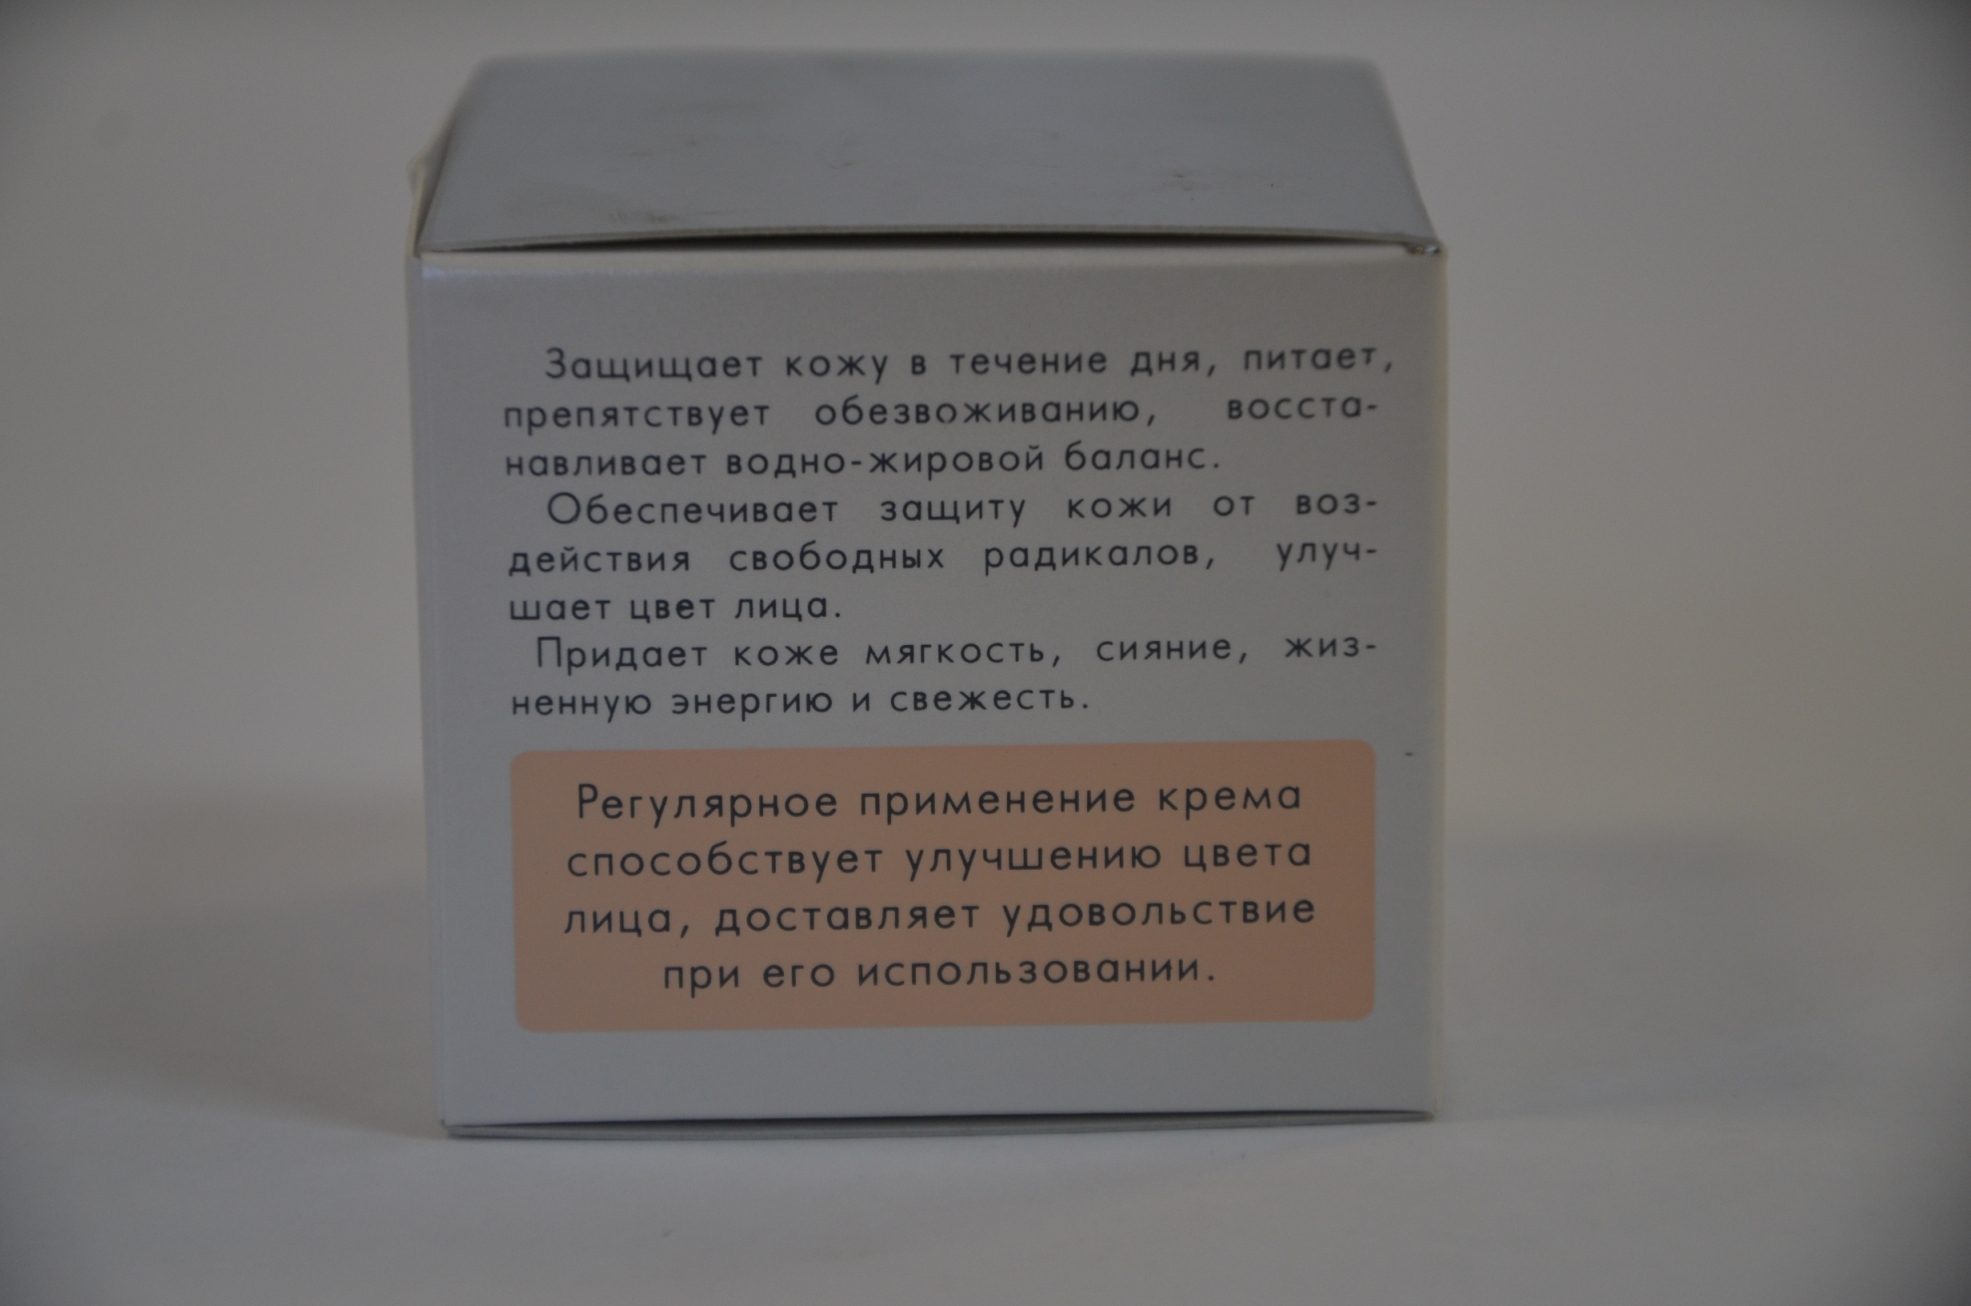 Защищает кожу в течение дня, питает,
препятствует обезвоживанию, восста-
навливает водно-жировой баланс.
Обеспечивает защиту кожи от воз-
действия свободных радикалов, улуч-
шает цвет лица.
Придает коже мягкость, сияние, жиз-
ненную энергию и свежесть.
Регулярное применение крема
способствует улучшению цвета
лица, доставляет удовольствие
при его использовании.